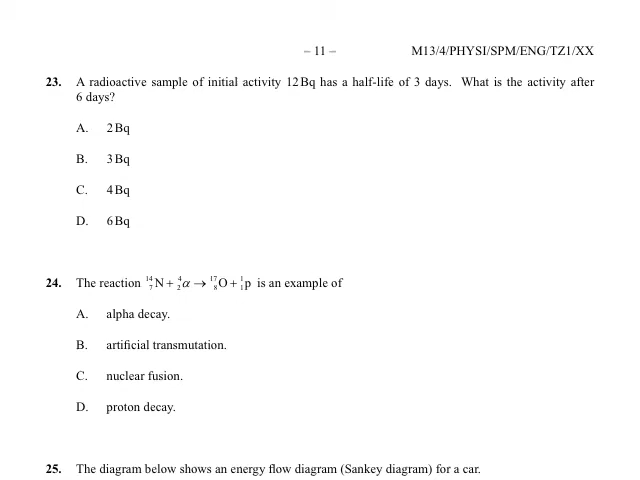 – 11 –
M13/4/PHYSI/SPM/ENG/TZ1/XX
23. A radioactive sample of initial activity 12 Bq has a half-life of 3 days. What is the activity after
6 days?
A. 2 Bq
B. 3 Bq
C. 4 Bq
D. 6 Bq
24. The reaction ¹⁴₇N + ⁴₂α → ¹⁷₈O + ¹₁p is an example of
A. alpha decay.
B. artificial transmutation.
C. nuclear fusion.
D. proton decay.
25. The diagram below shows an energy flow diagram (Sankey diagram) for a car.